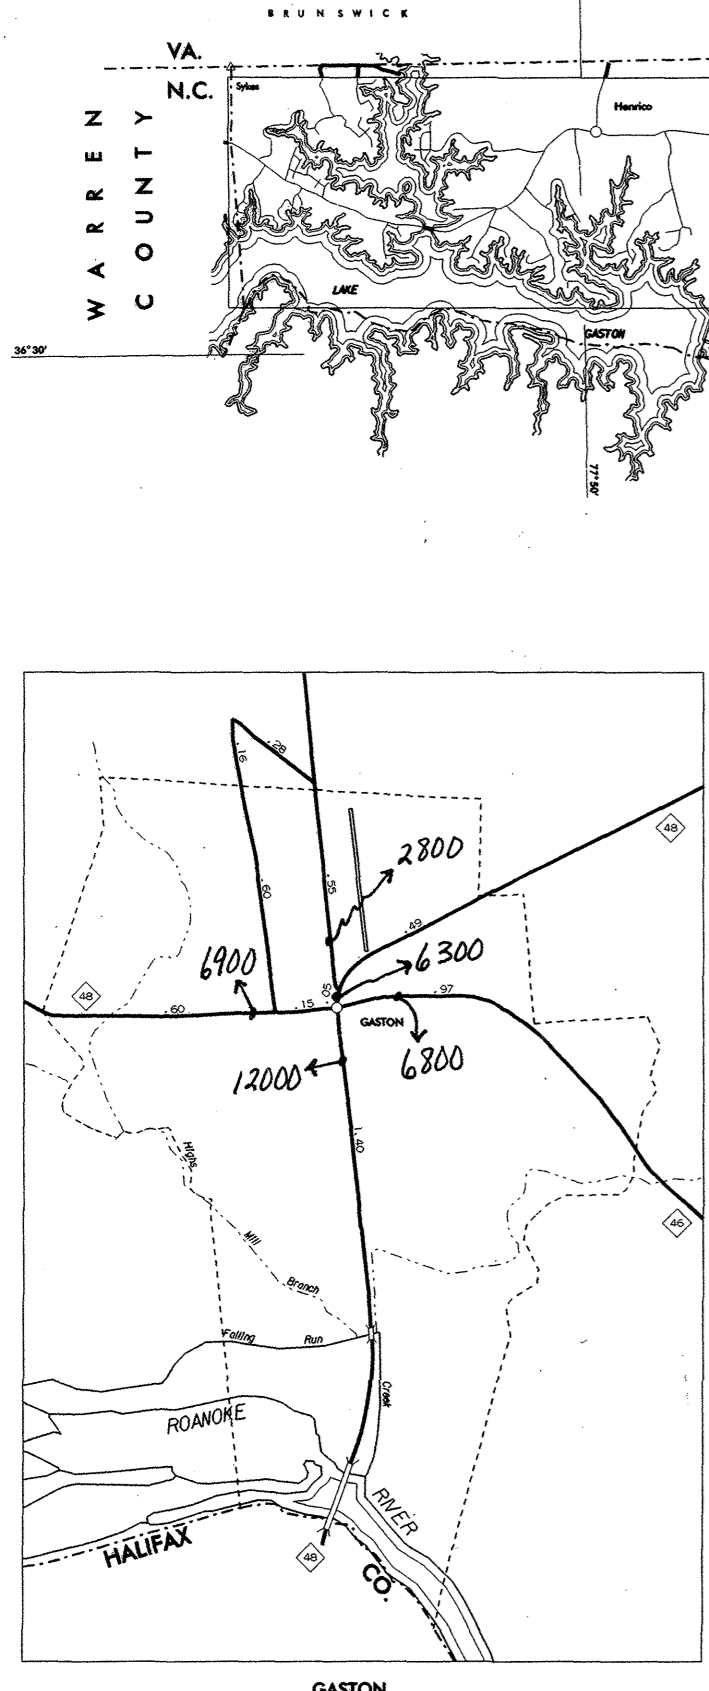 BRUNSWICK
VA.
N.C.
Sykes
Henrico
WARREN
COUNTY
LAKE
GASTON
36°30'
77°50'
.28
.16
48
2800
.55
.60
.49
6900
6300
48
.05
.97
.60
.15
GASTON
6800
12000
1.40
Highs
46
Mill
Branch
Falling Run
Creek
ROANOKE
RIVER
HALIFAX
48
CO.
GASTON